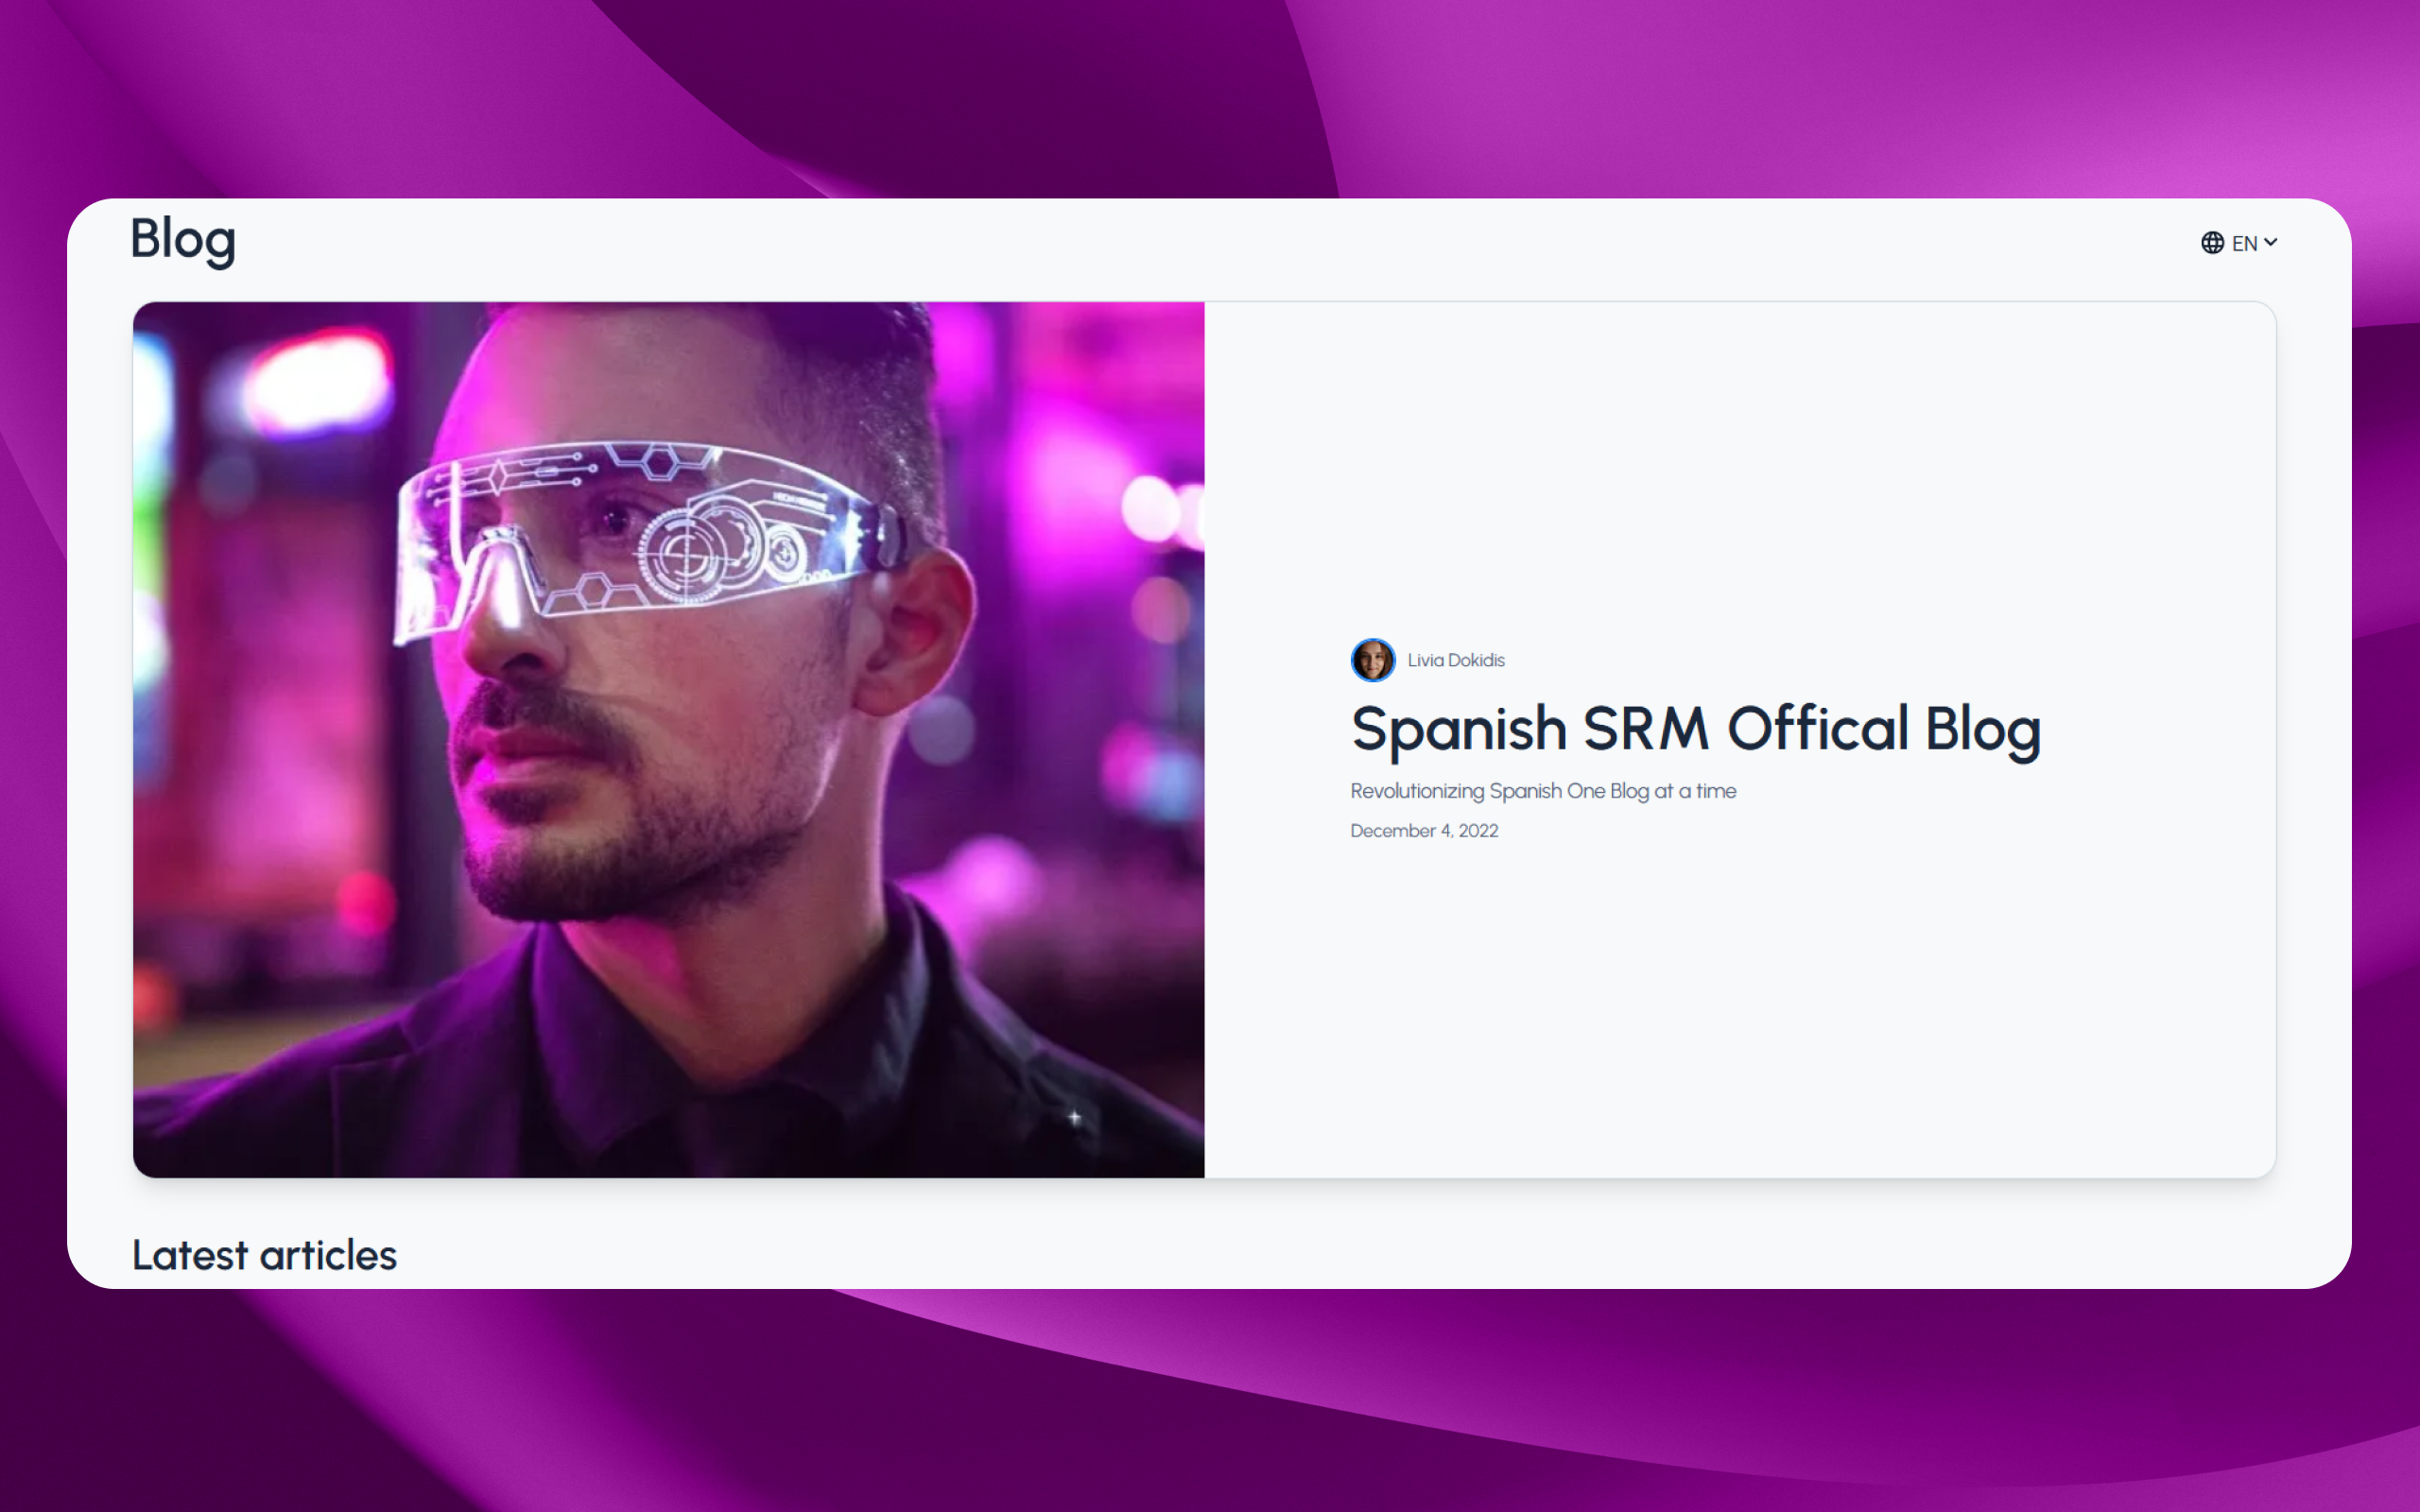 Blog
EN
Livia Dokidis
Spanish SRM Offical Blog
Revolutionizing Spanish One Blog at a time
December 4, 2022
Latest articles